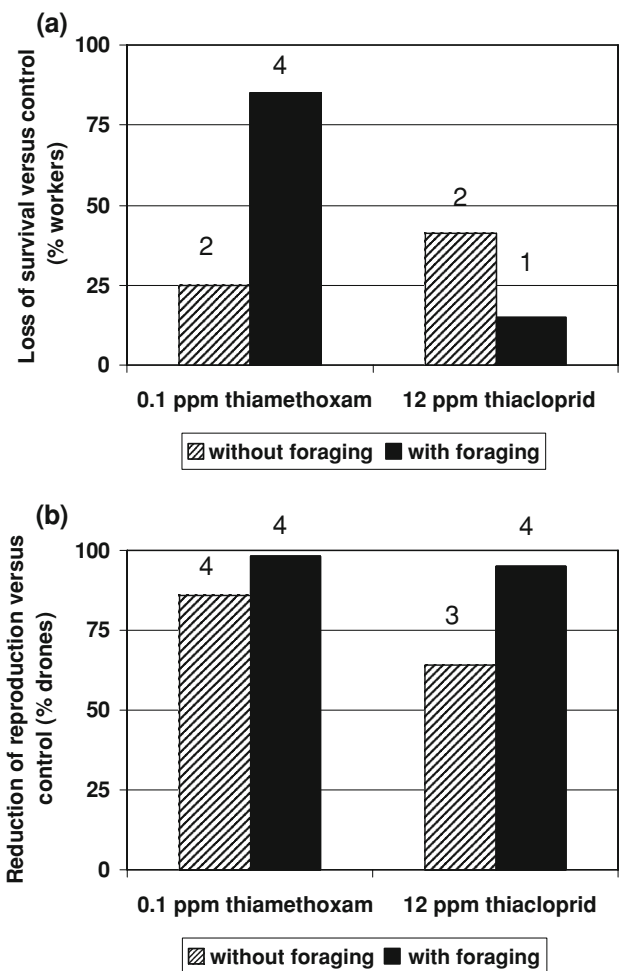 (a)
Loss of survival versus control
(% workers)
100
75
50
25
0
2
4
2
1
0.1 ppm thiamethoxam
12 ppm thiacloprid
without foraging
with foraging
(b)
Reduction of reproduction versus
control (% drones)
100
75
50
25
0
4
4
3
4
0.1 ppm thiamethoxam
12 ppm thiacloprid
without foraging
with foraging